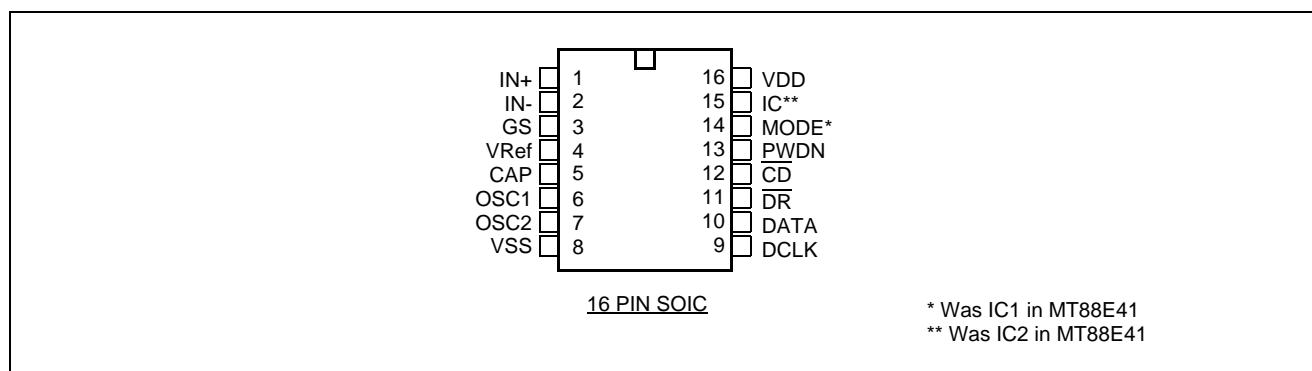 IN+ 1 16 VDD
IN- 2 15 IC**
GS 3 14 MODE*
VRef 4 13 PWDN
CAP 5 12 C̅D̅
OSC1 6 11 D̅R̅
OSC2 7 10 DATA
VSS 8 9 DCLK
16 PIN SOIC
* Was IC1 in MT88E41
** Was IC2 in MT88E41